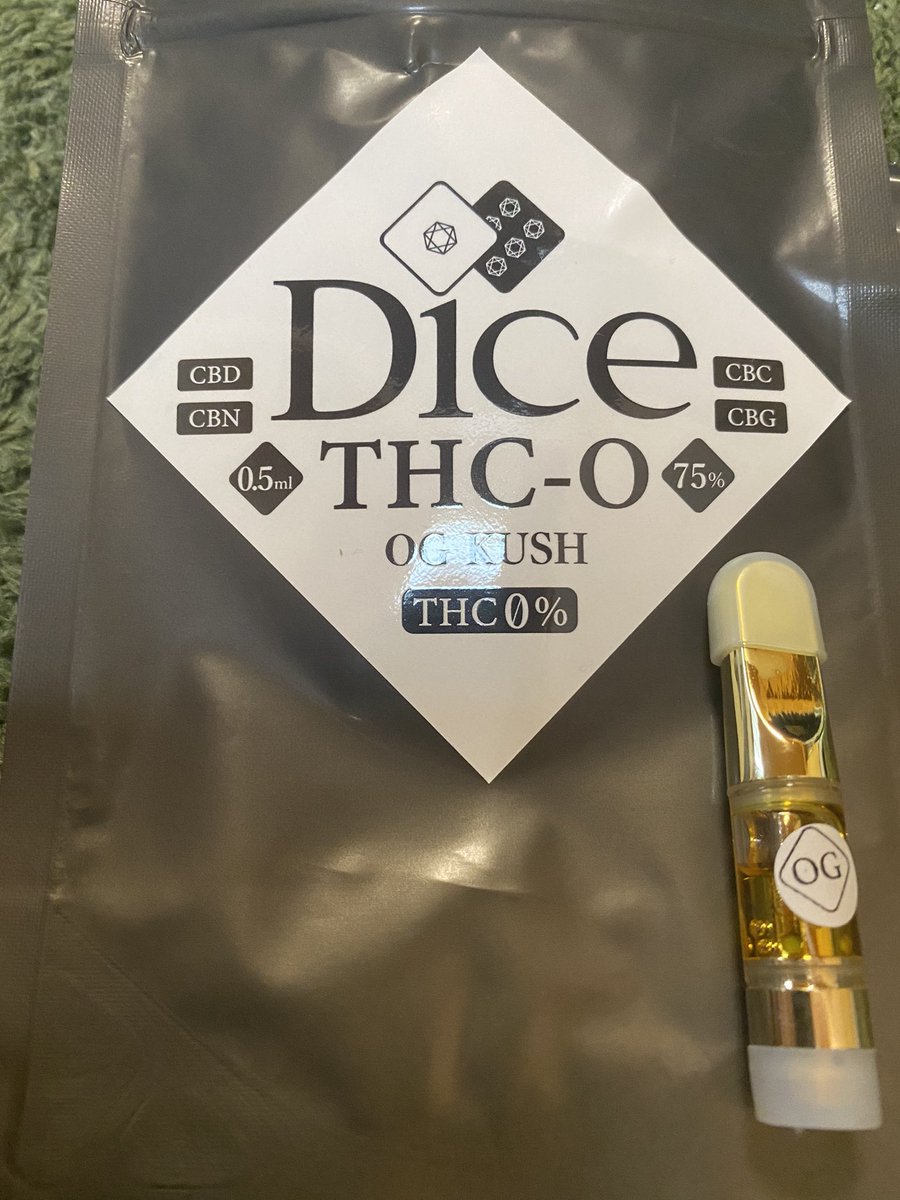 Dice
CBD
CBC
CBN
CBG
0.5ml
THC-O
75%
OG KUSH
THC 0%
OG